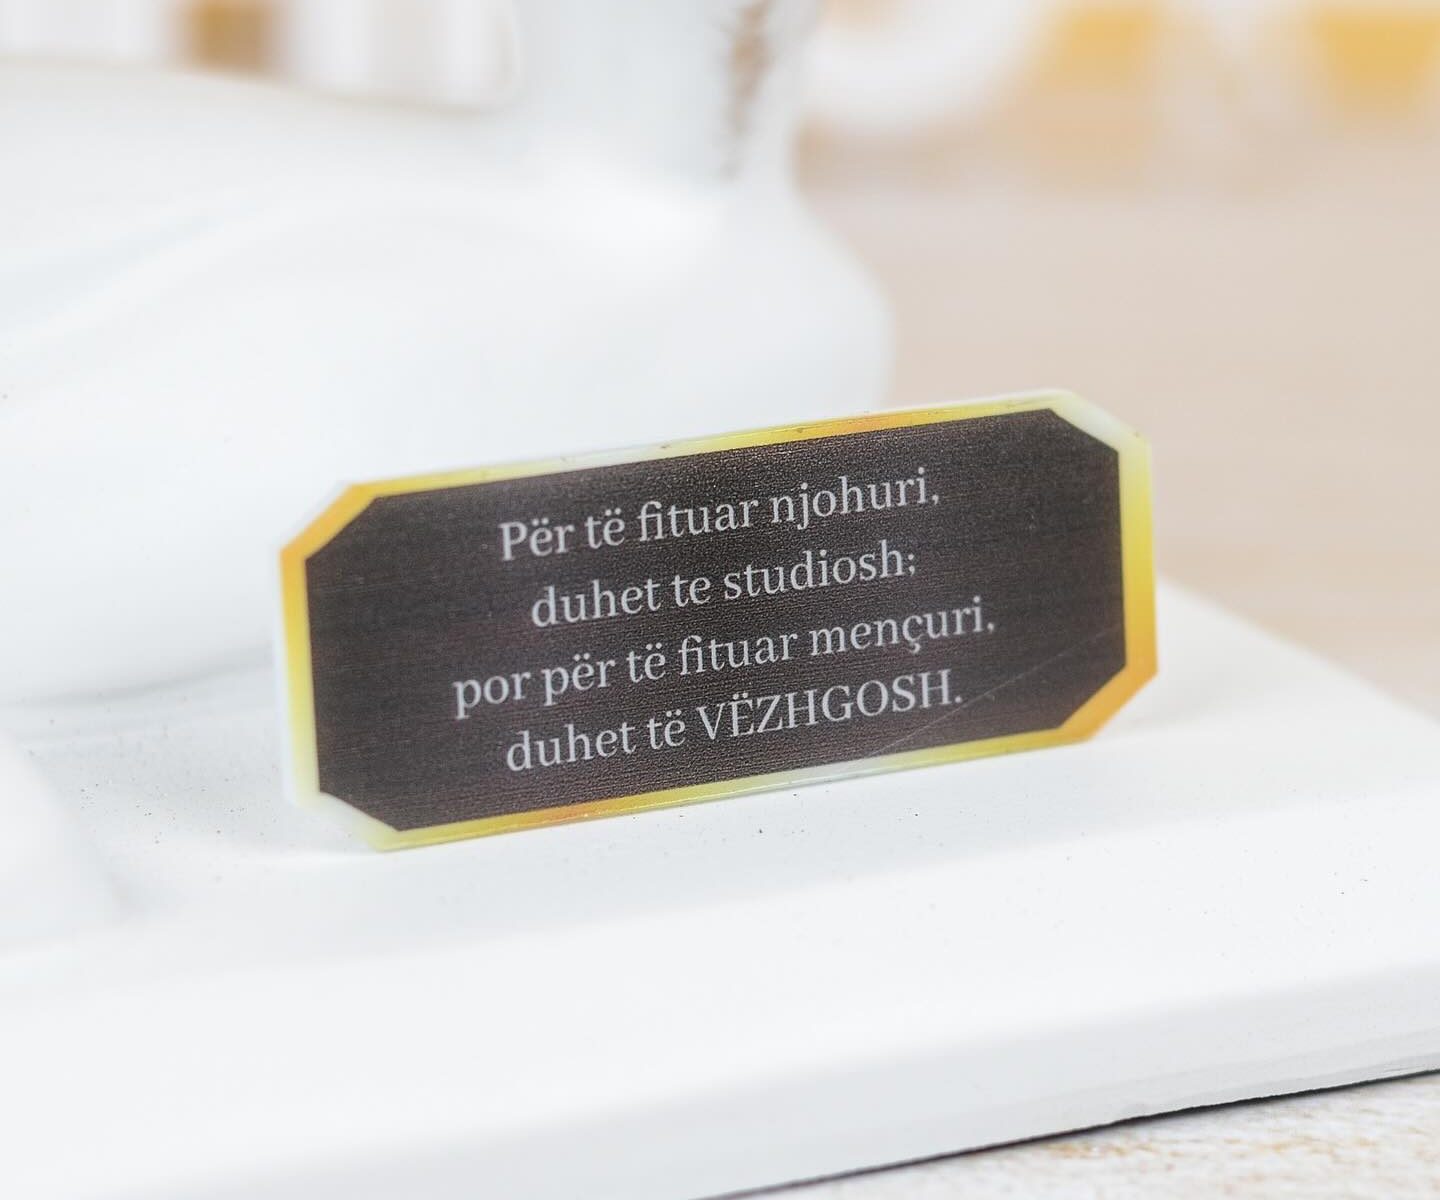 Për të fituar njohuri,
duhet te studiosh;
por për të fituar mençuri,
duhet të VËZHGOSH.